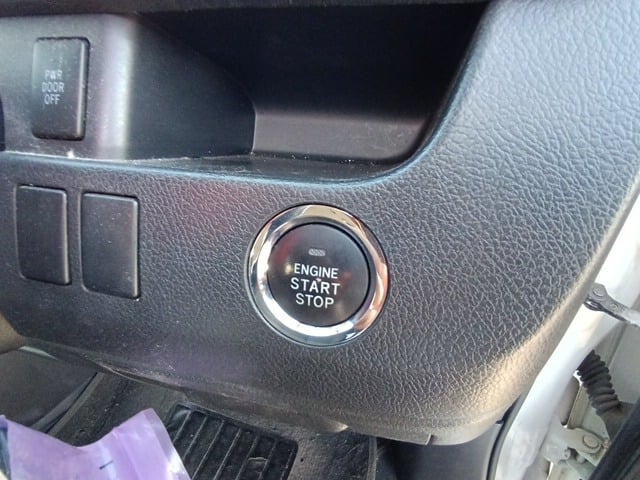 PWR
DOOR
OFF
ENGINE
START
STOP